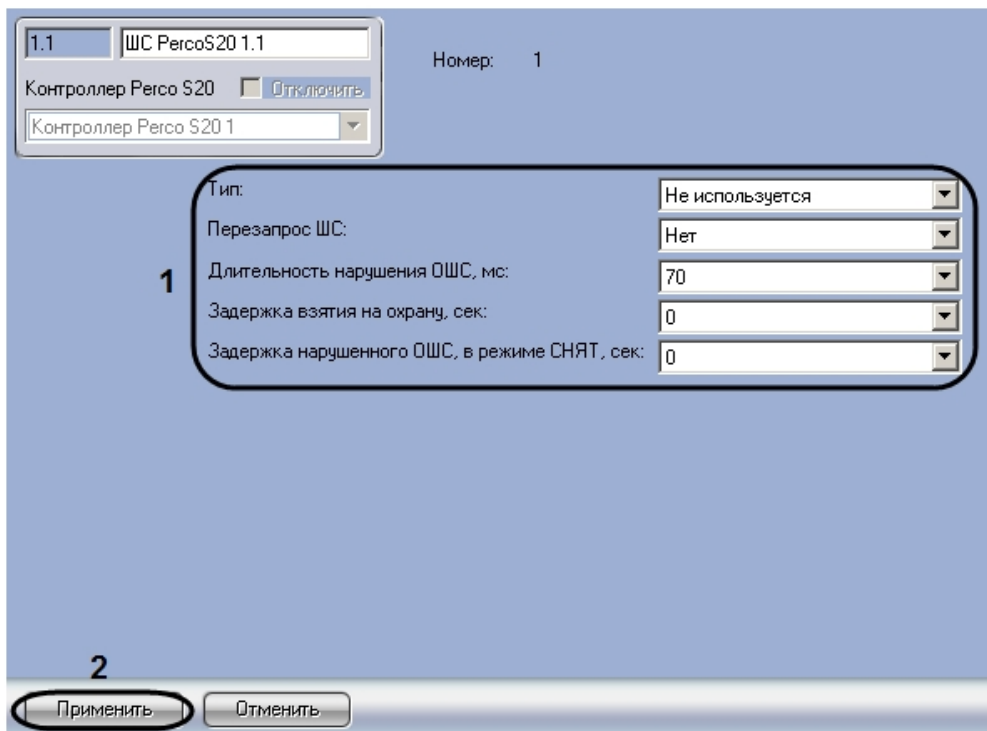 1.1 ШС PercoS20 1.1
Номер: 1
Контроллер Perco S20 Отключить
Контроллер Perco S20 1
Тип: Не используется
Перезапрос ШС: Нет
1
Длительность нарушения ОШС, мс: 70
Задержка взятия на охрану, сек: 0
Задержка нарушенного ОШС, в режиме СНЯТ, сек: 0
2
Применить Отменить